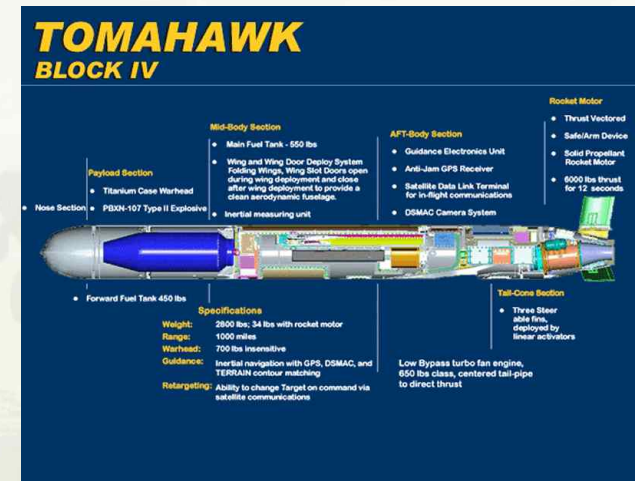 TOMAHAWK
BLOCK IV
Rocket Motor
Thrust Vectored
Safe/Arm Device
Solid Propellant
Rocket Motor
6000 lbs thrust
for 12 seconds
Mid-Body Section
Main Fuel Tank - 550 lbs
Wing and Wing Door Deploy System
Folding Wings, Wing Slot Doors open
during wing deployment and close
after wing deployment to provide a
clean aerodynamic fuselage.
Inertial measuring unit
AFT-Body Section
Guidance Electronics Unit
Anti-Jam GPS Receiver
Satellite Data Link Terminal
for in-flight communications
DSMAC Camera System
Payload Section
Titanium Case Warhead
PBXN-107 Type II Explosive
Nose Section
Forward Fuel Tank 450 lbs
Tail-Cone Section
Three Steer
able fins,
deployed by
linear activators
Specifications
Weight: 2800 lbs; 34 lbs with rocket motor
Range: 1000 miles
Warhead: 700 lbs insensitive
Guidance: Inertial navigation with GPS, DSMAC, and
TERRAIN contour matching
Retargeting: Ability to change Target on command via
satellite communications
Low Bypass turbo fan engine,
650 lbs class, centered tail-pipe
to direct thrust